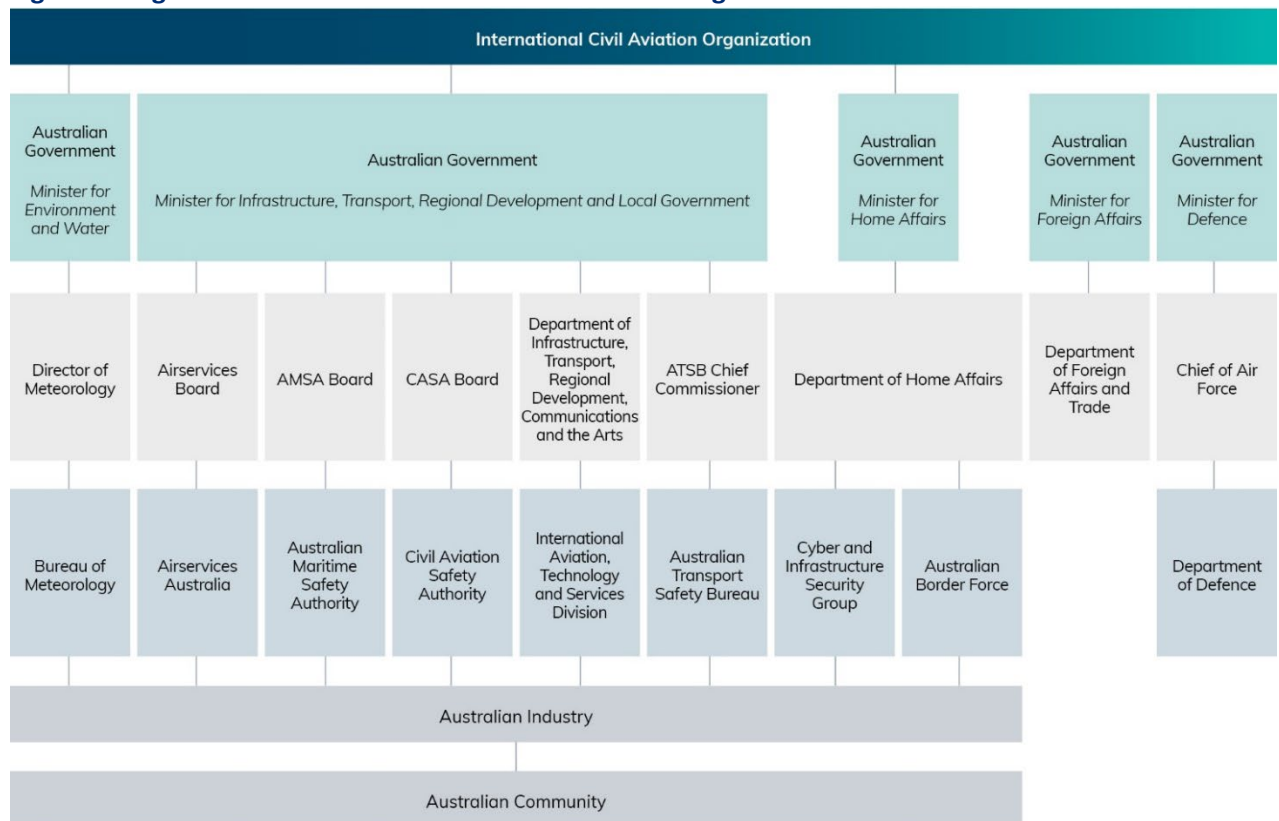 International Civil Aviation Organization
Australian
Government
Minister for
Environment
and Water
Australian Government
Minister for Infrastructure, Transport, Regional Development and Local Government
Australian
Government
Minister for
Home Affairs
Australian
Government
Minister for
Foreign Affairs
Australian
Government
Minister for
Defence
Director of
Meteorology
Airservices
Board
AMSA Board
CASA Board
Department of
Infrastructure,
Transport,
Regional
Development,
Communications
and the Arts
ATSB Chief
Commissioner
Department of Home Affairs
Department
of Foreign
Affairs and
Trade
Chief of Air
Force
Bureau of
Meteorology
Airservices
Australia
Australian
Maritime
Safety
Authority
Civil Aviation
Safety
Authority
International
Aviation,
Technology
and Services
Division
Australian
Transport
Safety Bureau
Cyber and
Infrastructure
Security
Group
Australian
Border Force
Department
of Defence
Australian Industry
Australian Community